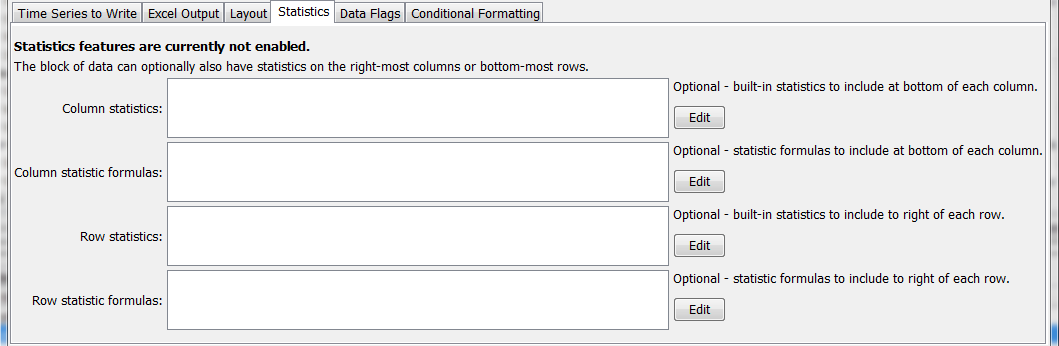 Time Series to Write Excel Output Layout Statistics Data Flags Conditional Formatting
Statistics features are currently not enabled.
The block of data can optionally also have statistics on the right-most columns or bottom-most rows.
Column statistics:
Optional - built-in statistics to include at bottom of each column.
Edit
Column statistic formulas:
Optional - statistic formulas to include at bottom of each column.
Edit
Row statistics:
Optional - built-in statistics to include to right of each row.
Edit
Row statistic formulas:
Optional - statistic formulas to include to right of each row.
Edit